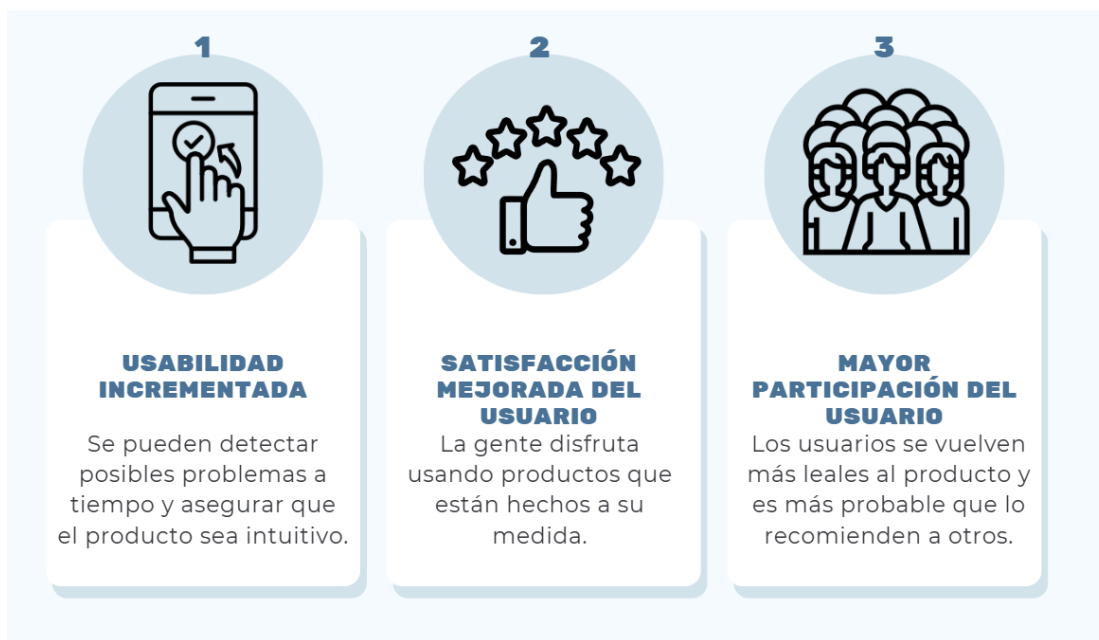 1
USABILIDAD
INCREMENTADA
Se pueden detectar
posibles problemas a
tiempo y asegurar que
el producto sea intuitivo.
2
SATISFACCIÓN
MEJORADA DEL
USUARIO
La gente disfruta
usando productos que
están hechos a su
medida.
3
MAYOR
PARTICIPACIÓN DEL
USUARIO
Los usuarios se vuelven
más leales al producto y
es más probable que lo
recomienden a otros.